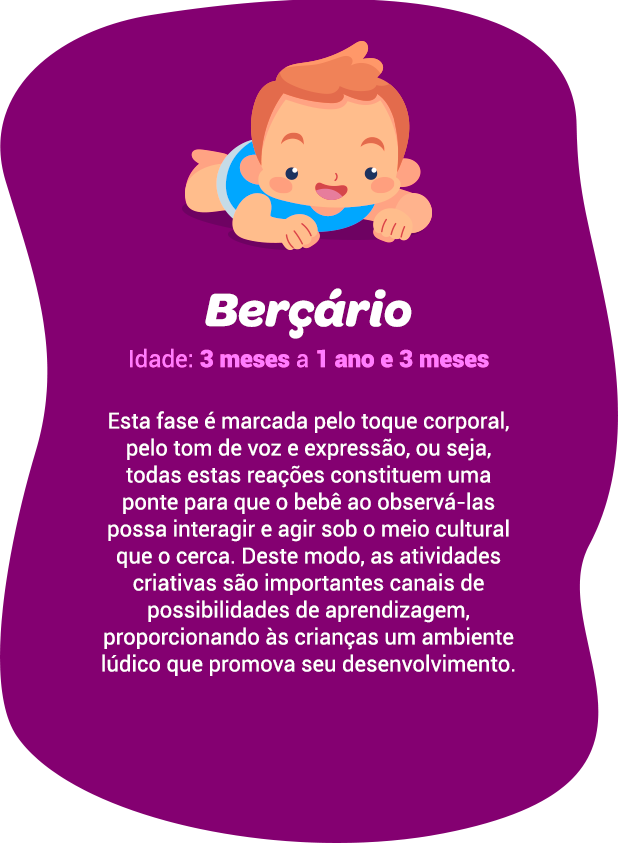 Berçário
Idade: 3 meses a 1 ano e 3 meses
Esta fase é marcada pelo toque corporal,
pelo tom de voz e expressão, ou seja,
todas estas reações constituem uma
ponte para que o bebê ao observá-las
possa interagir e agir sob o meio cultural
que o cerca. Deste modo, as atividades
criativas são importantes canais de
possibilidades de aprendizagem,
proporcionando às crianças um ambiente
lúdico que promova seu desenvolvimento.